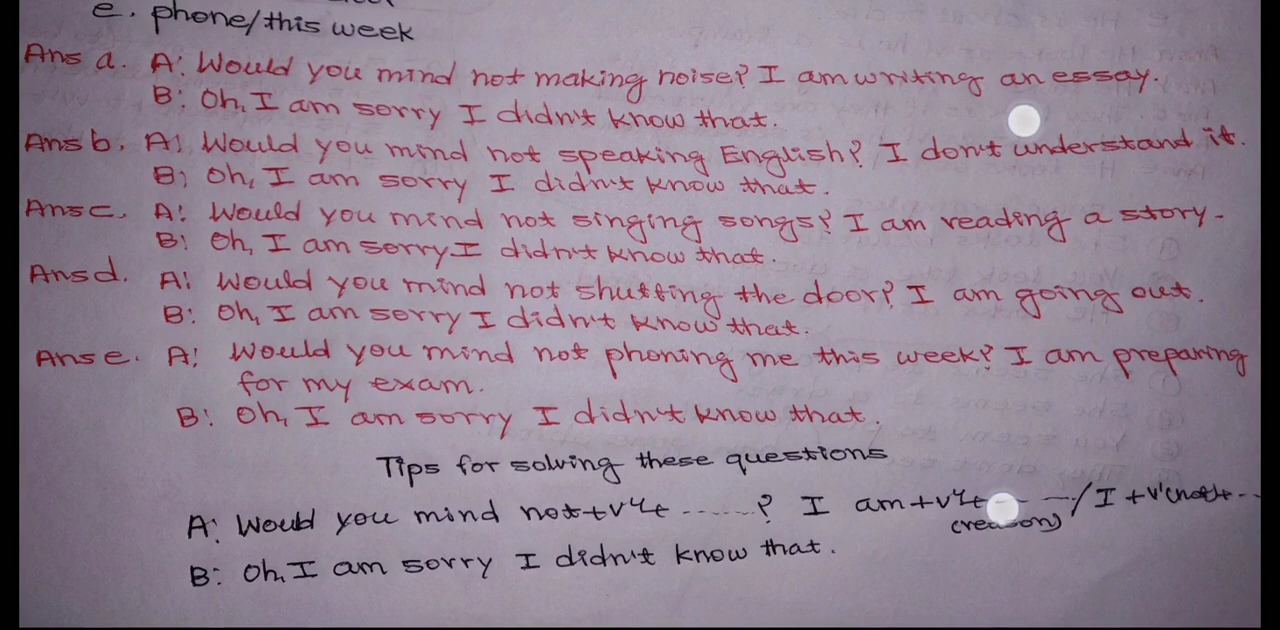 e. phone/this week
Ans a. A: Would you mind not making noise? I am writing an essay.
B: Oh, I am sorry I didn't know that.
Ans b. A: Would you mind not speaking English? I don't understand it.
B: Oh, I am sorry I didn't know that.
Ans c. A: Would you mind not singing songs? I am reading a story.
B: Oh, I am sorry I didn't know that.
Ans d. A: Would you mind not shutting the door? I am going out.
B: Oh, I am sorry I didn't know that.
Ans e. A: Would you mind not phoning me this week? I am preparing
for my exam.
B: Oh, I am sorry I didn't know that.
Tips for solving these questions
A: Would you mind not+v⁴+ ........? I am+v⁴+ / I +v'(not)+...
(reason)
B: Oh, I am sorry I didn't know that.